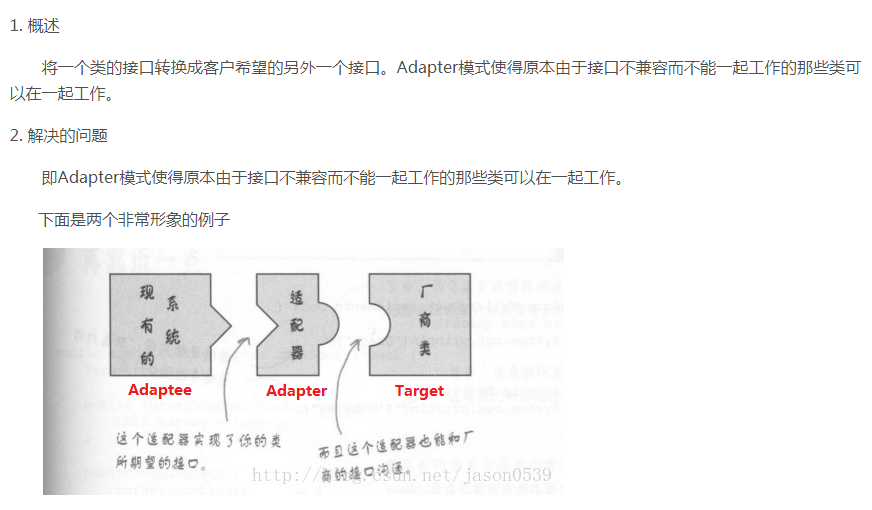 1. 概述
将一个类的接口转换成客户希望的另外一个接口。Adapter模式使得原本由于接口不兼容而不能一起工作的那些类可
以在一起工作。
2. 解决的问题
即Adapter模式使得原本由于接口不兼容而不能一起工作的那些类可以在一起工作。
下面是两个非常形象的例子
现有的
系统
适配器
厂商类
Adaptee
Adapter
Target
这个适配器实现了你的类
所期望的接口。
而且这个适配器也能和厂
商的接口沟通。
http://blog.csdn.net/jason0539